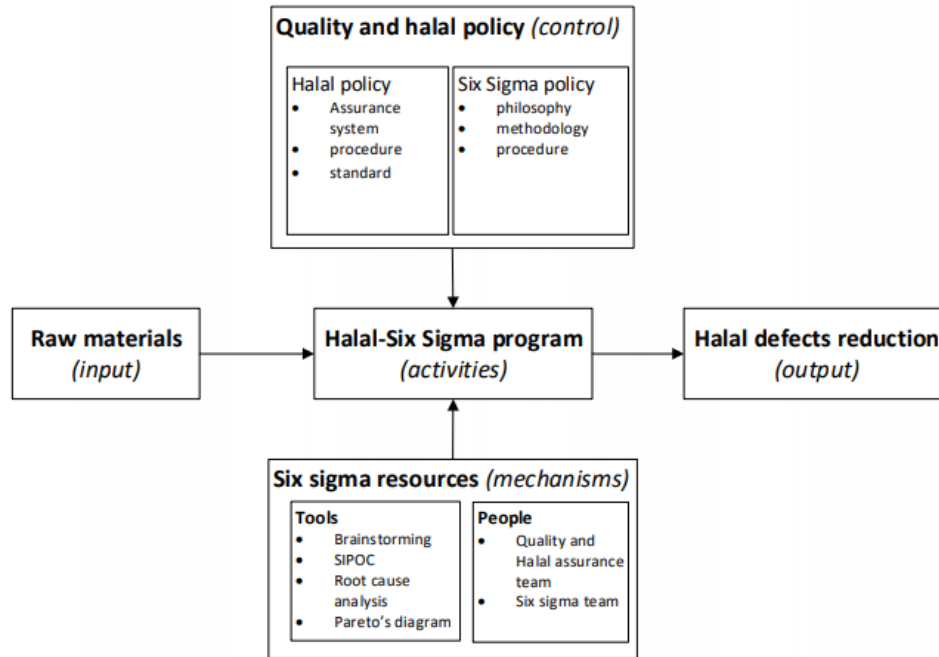 Quality and halal policy (control)
Halal policy
• Assurance
system
• procedure
• standard
Six Sigma policy
• philosophy
• methodology
• procedure
Raw materials
(input)
Halal-Six Sigma program
(activities)
Halal defects reduction
(output)
Six sigma resources (mechanisms)
Tools
• Brainstorming
• SIPOC
• Root cause
analysis
• Pareto’s diagram
People
• Quality and
Halal assurance
team
• Six sigma team